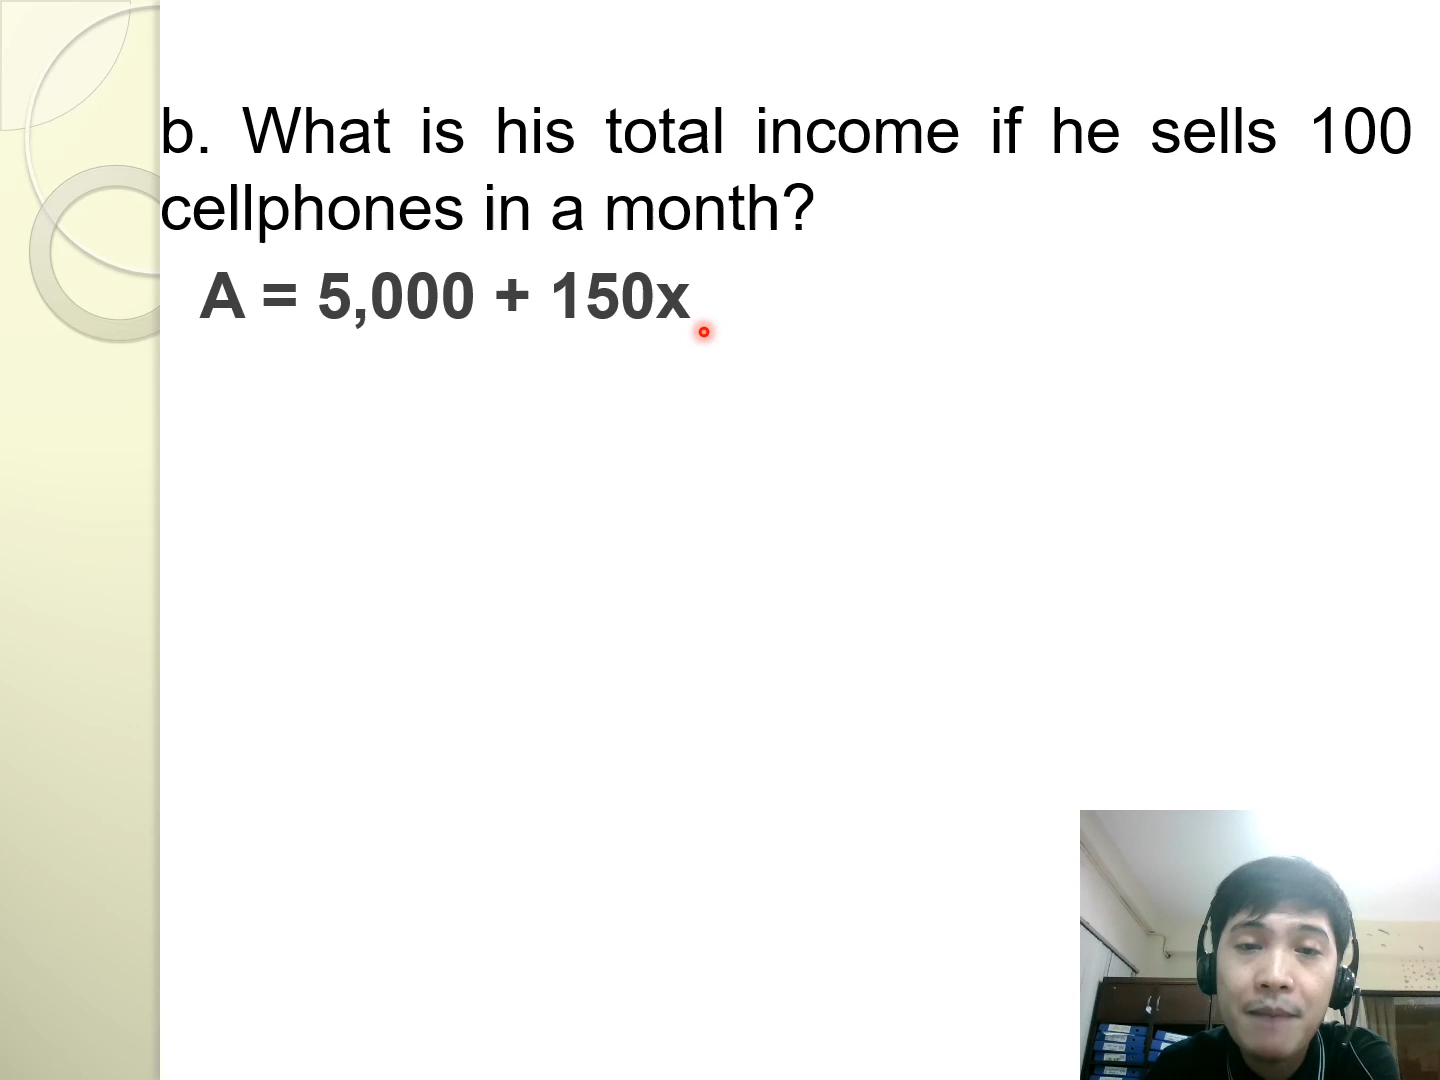 b. What is his total income if he sells 100
cellphones in a month?
A = 5,000 + 150x